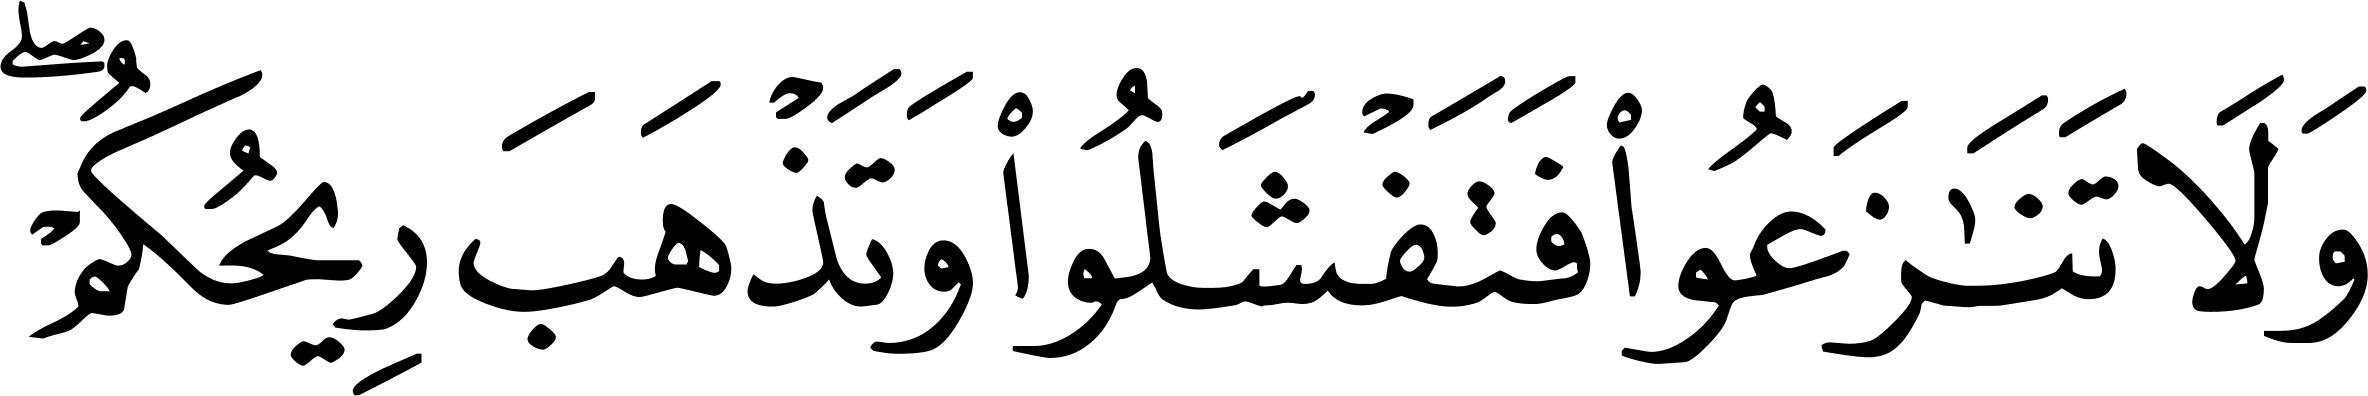 وَلَا تَنَـٰزَعُوا۟ فَتَفْشَلُوا۟ وَتَذْهَبَ رِيحُكُمْ ۖ